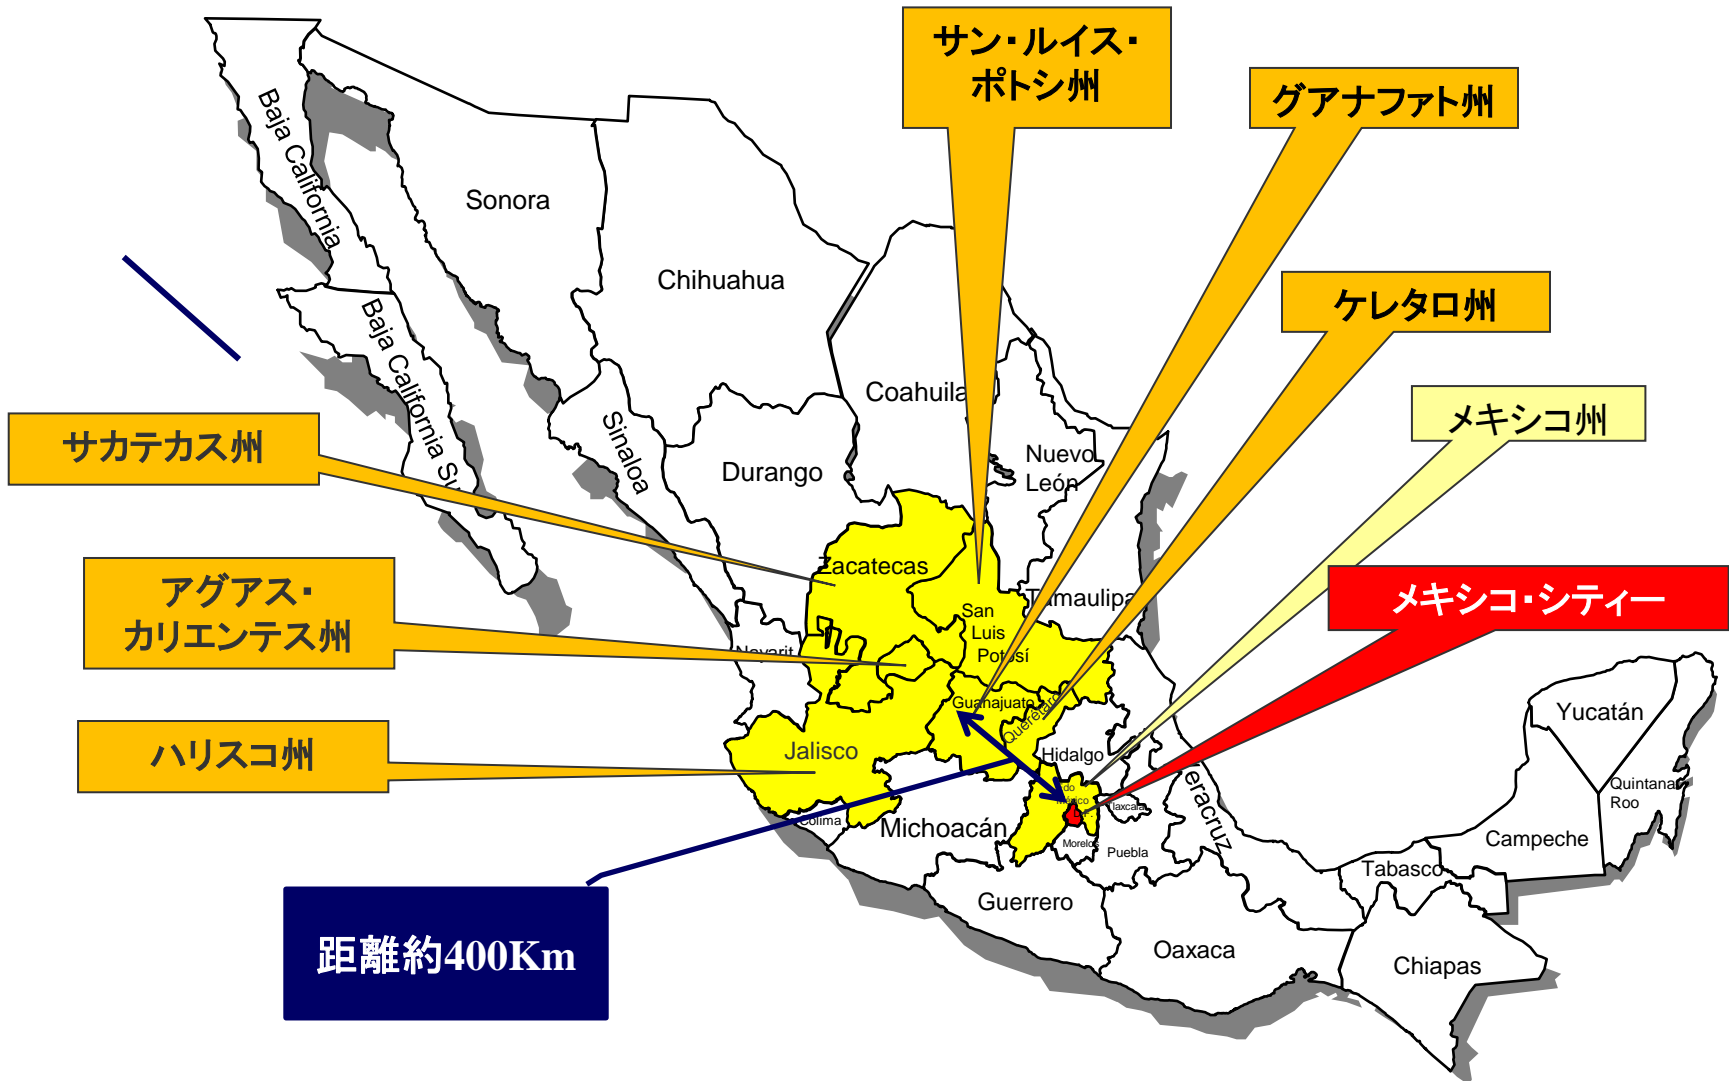 サン・ルイス・
ポトシ州
グアナファト州
ケレタロ州
メキシコ州
メキシコ・シティー
サカテカス州
アグアス・
カリエンテス州
ハリスコ州
距離約400Km
Baja California
Sonora
Chihuahua
Baja California Su
Sinaloa
Coahuila
Durango
Nuevo
León
Zacatecas
Tamaulipa
San
Luis
Potosí
Nayarit
Guanajuato
Querétaro
Jalisco
Hidalgo
do
México
D.F.
Tlaxcala
Colima
Michoacán
Morelos
Puebla
eracruz
Guerrero
Oaxaca
Yucatán
Quintana
Roo
Campeche
Tabasco
Chiapas